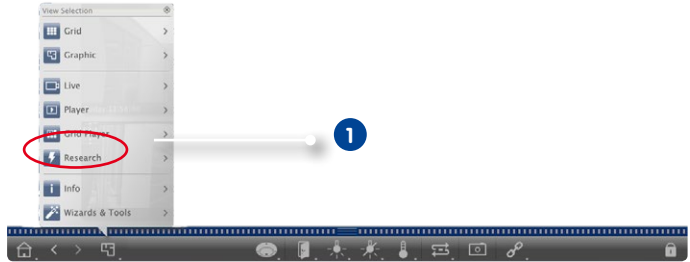 View Selection
Grid
Graphic
Live
Player
Grid Player
Research
Info
Wizards & Tools
1